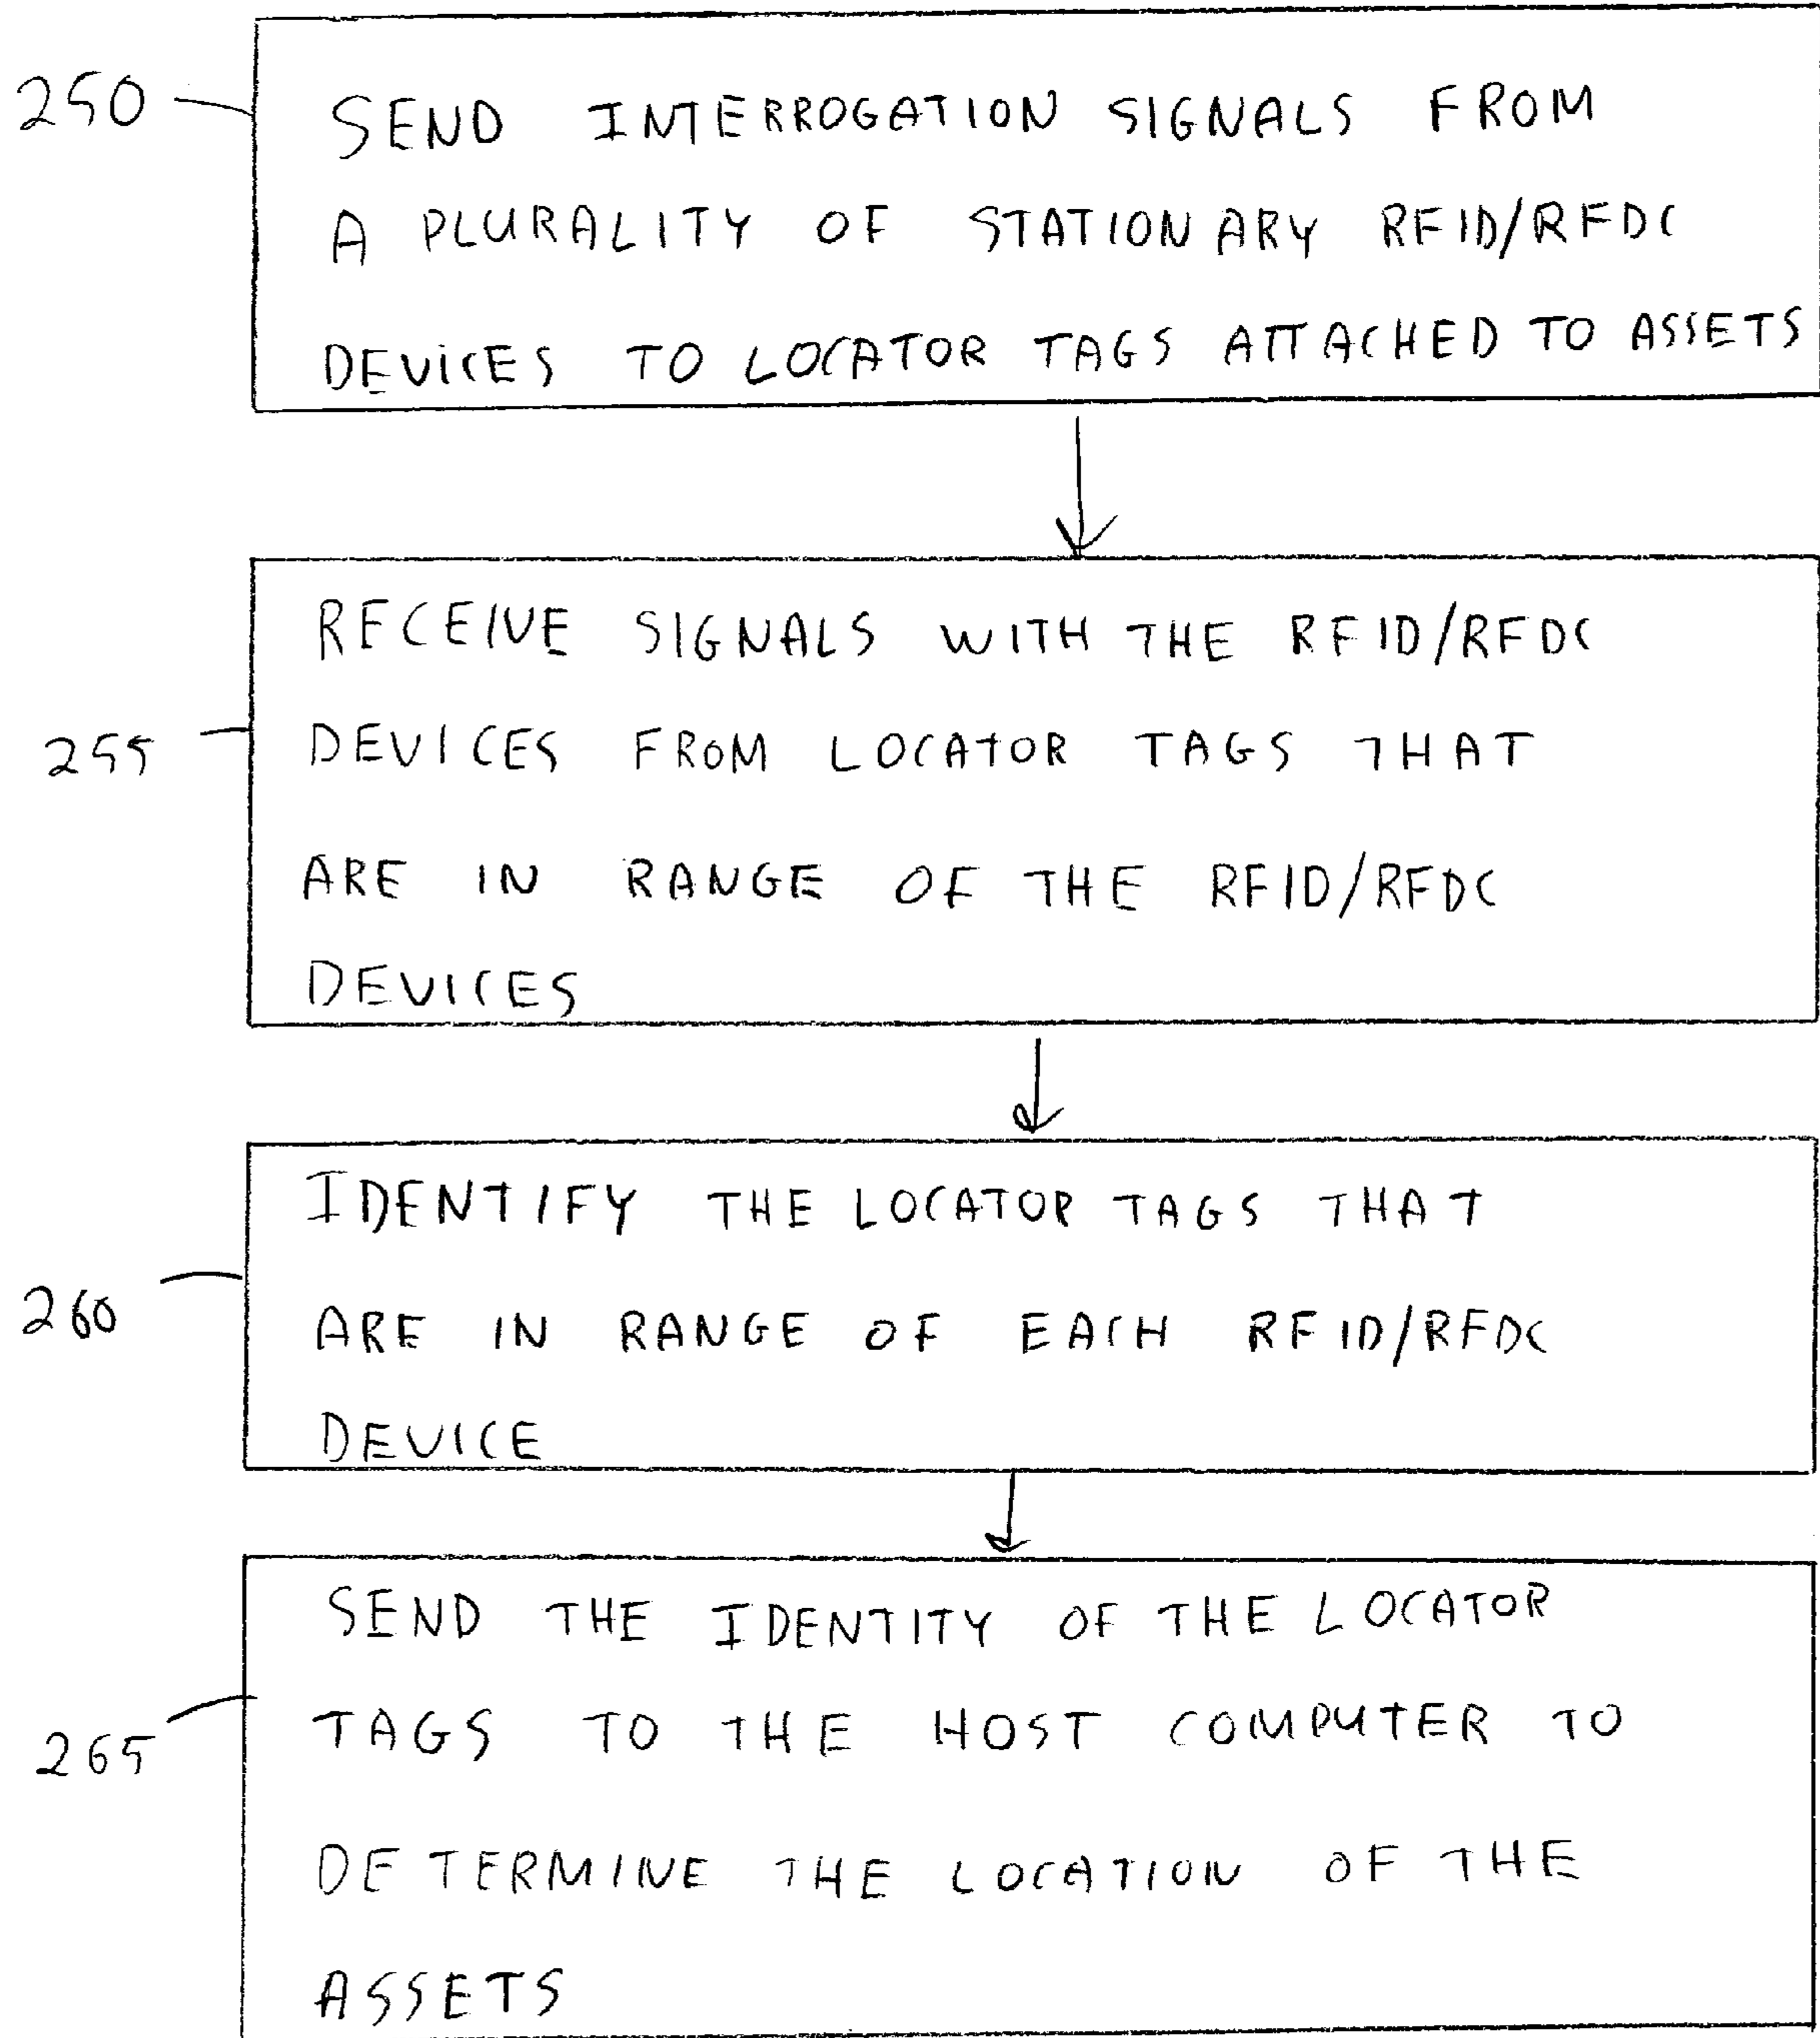 250
SEND INTERROGATION SIGNALS FROM
A PLURALITY OF STATIONARY RFID/RFDC
DEVICES TO LOCATOR TAGS ATTACHED TO ASSETS
255
RECEIVE SIGNALS WITH THE RFID/RFDC
DEVICES FROM LOCATOR TAGS THAT
ARE IN RANGE OF THE RFID/RFDC
DEVICES
260
IDENTIFY THE LOCATOR TAGS THAT
ARE IN RANGE OF EACH RFID/RFDC
DEVICE
265
SEND THE IDENTITY OF THE LOCATOR
TAGS TO THE HOST COMPUTER TO
DETERMINE THE LOCATION OF THE
ASSETS